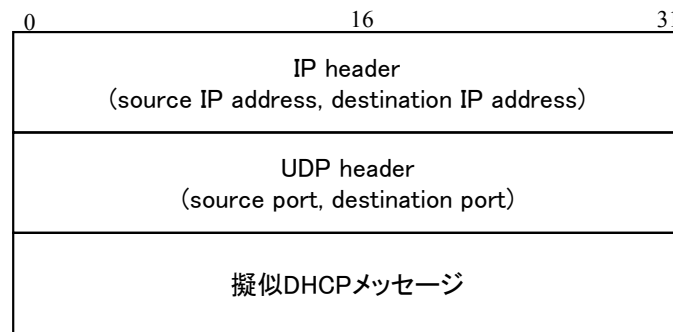 0 16 31
IP header
(source IP address, destination IP address)
UDP header
(source port, destination port)
擬似DHCPメッセージ